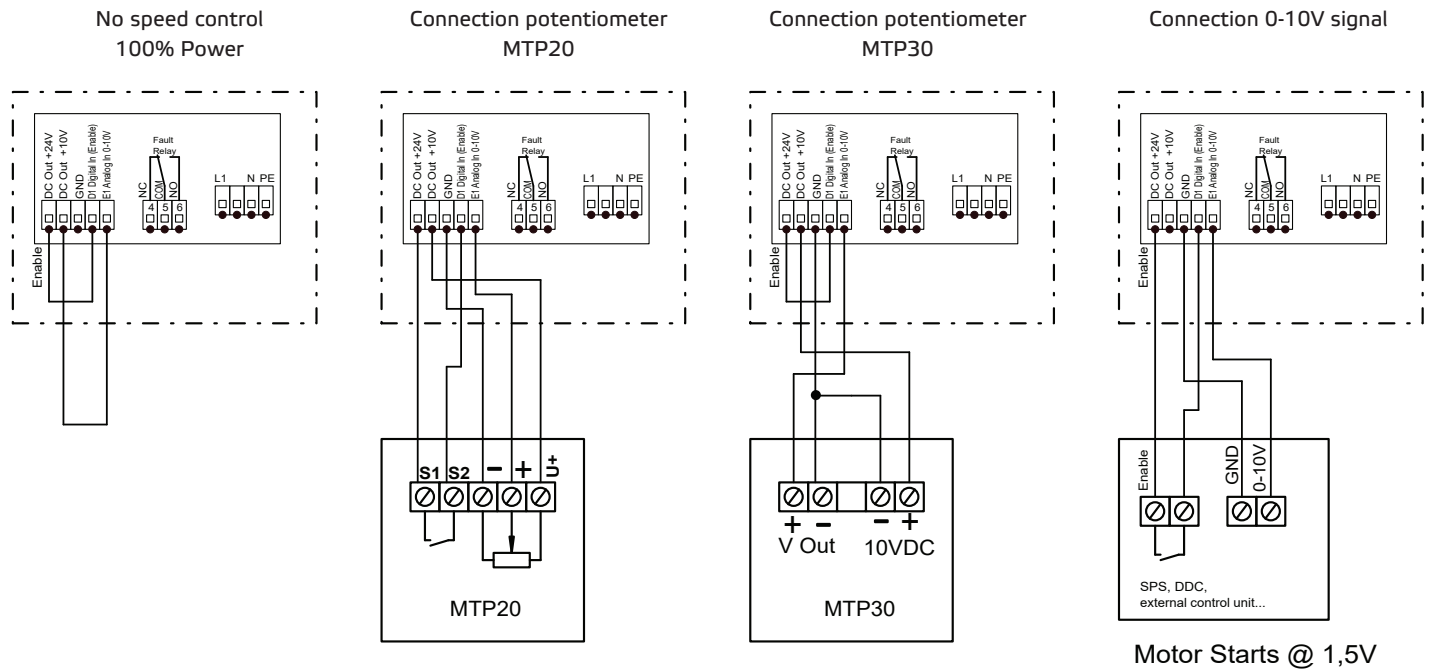 No speed control
100% Power
Connection potentiometer
MTP20
Connection potentiometer
MTP30
Connection 0-10V signal
DC Out +24V
DC Out +10V
GND
D1 Digital In (Enable)
E1 Analog In 0-10V
Fault
Relay
NC
COM
NO
4 5 6
L1 N PE
Enable
DC Out +24V
DC Out +10V
GND
D1 Digital In (Enable)
E1 Analog In 0-10V
Fault
Relay
NC
COM
NO
4 5 6
L1 N PE
S1 S2 − + U+
MTP20
DC Out +24V
DC Out +10V
GND
D1 Digital In (Enable)
E1 Analog In 0-10V
Fault
Relay
NC
COM
NO
4 5 6
L1 N PE
Enable
+ − − +
V Out 10VDC
MTP30
DC Out +24V
DC Out +10V
GND
D1 Digital In (Enable)
E1 Analog In 0-10V
Fault
Relay
NC
COM
NO
4 5 6
L1 N PE
Enable
Enable
GND
0-10V
SPS, DDC,
external control unit...
Motor Starts @ 1,5V